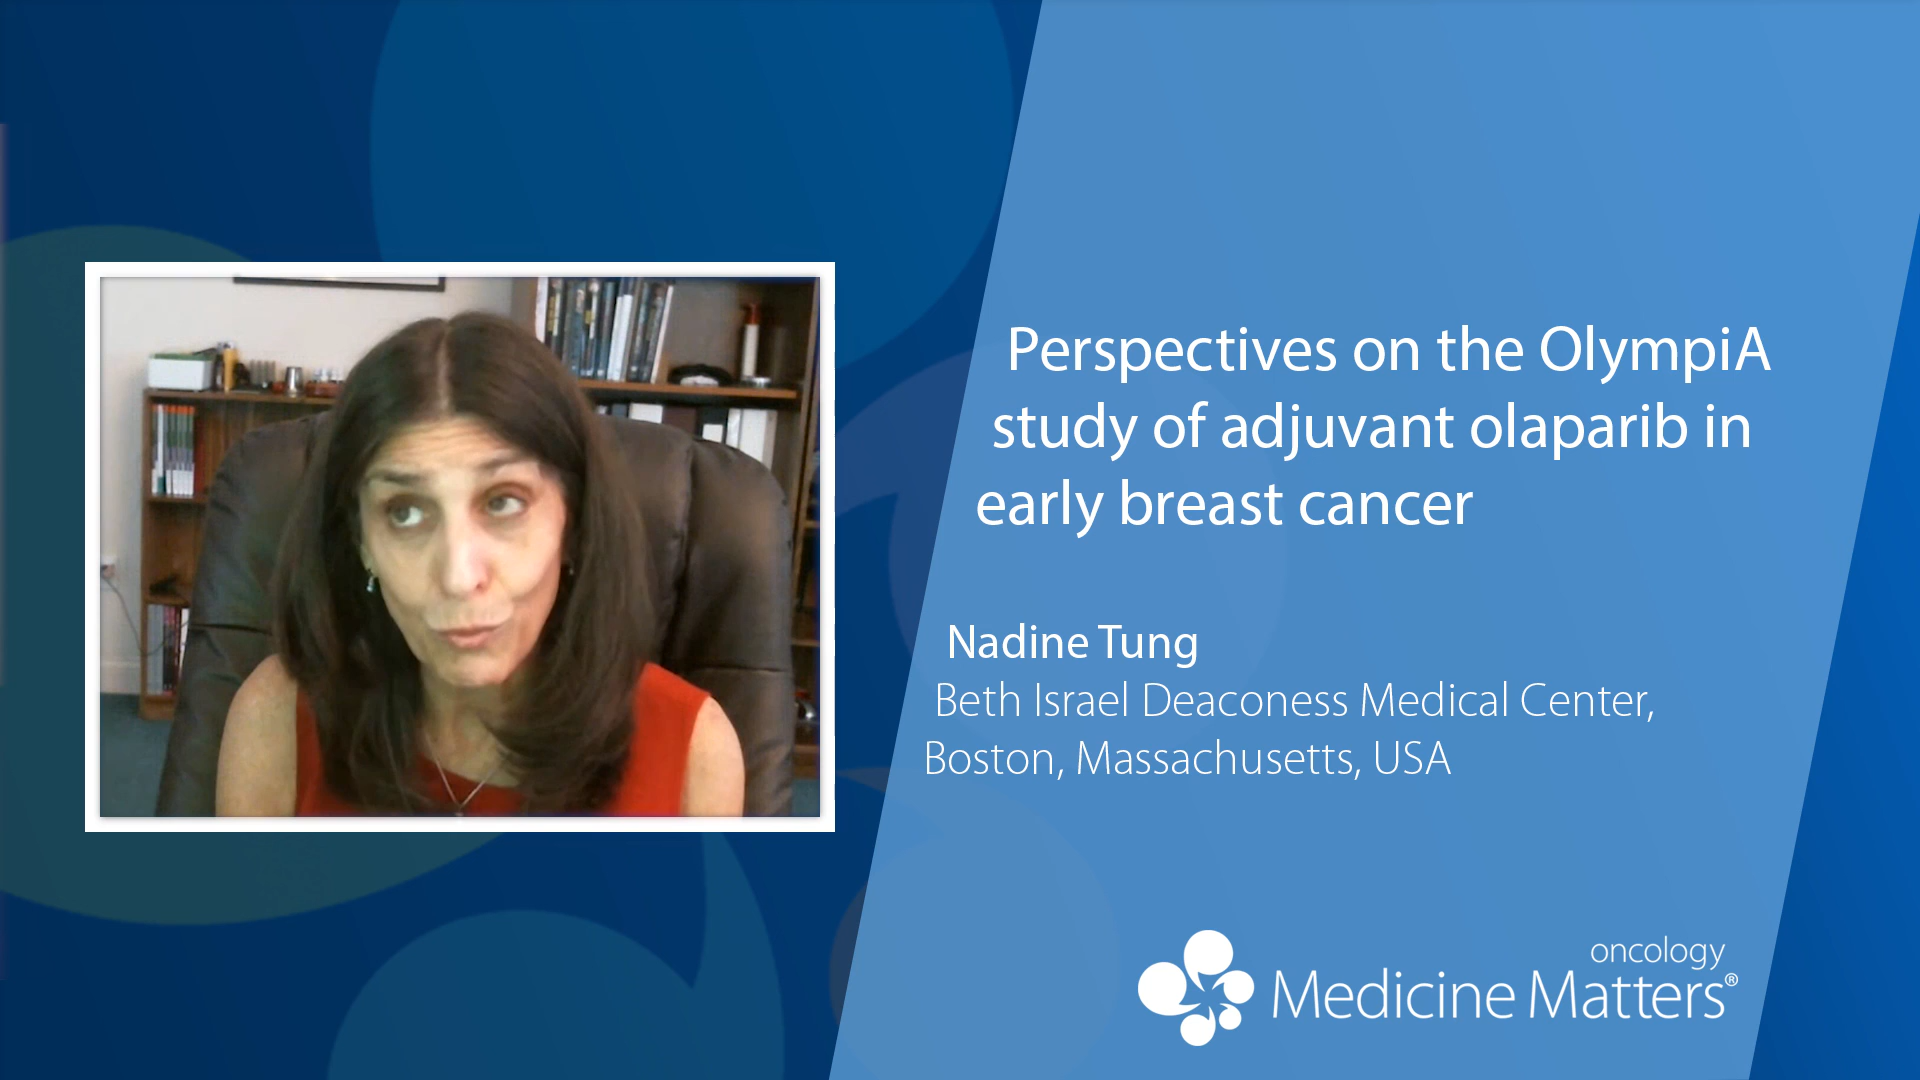 Perspectives on the OlympiA
study of adjuvant olaparib in
early breast cancer
Nadine Tung
Beth Israel Deaconess Medical Center,
Boston, Massachusetts, USA
oncology
Medicine Matters®